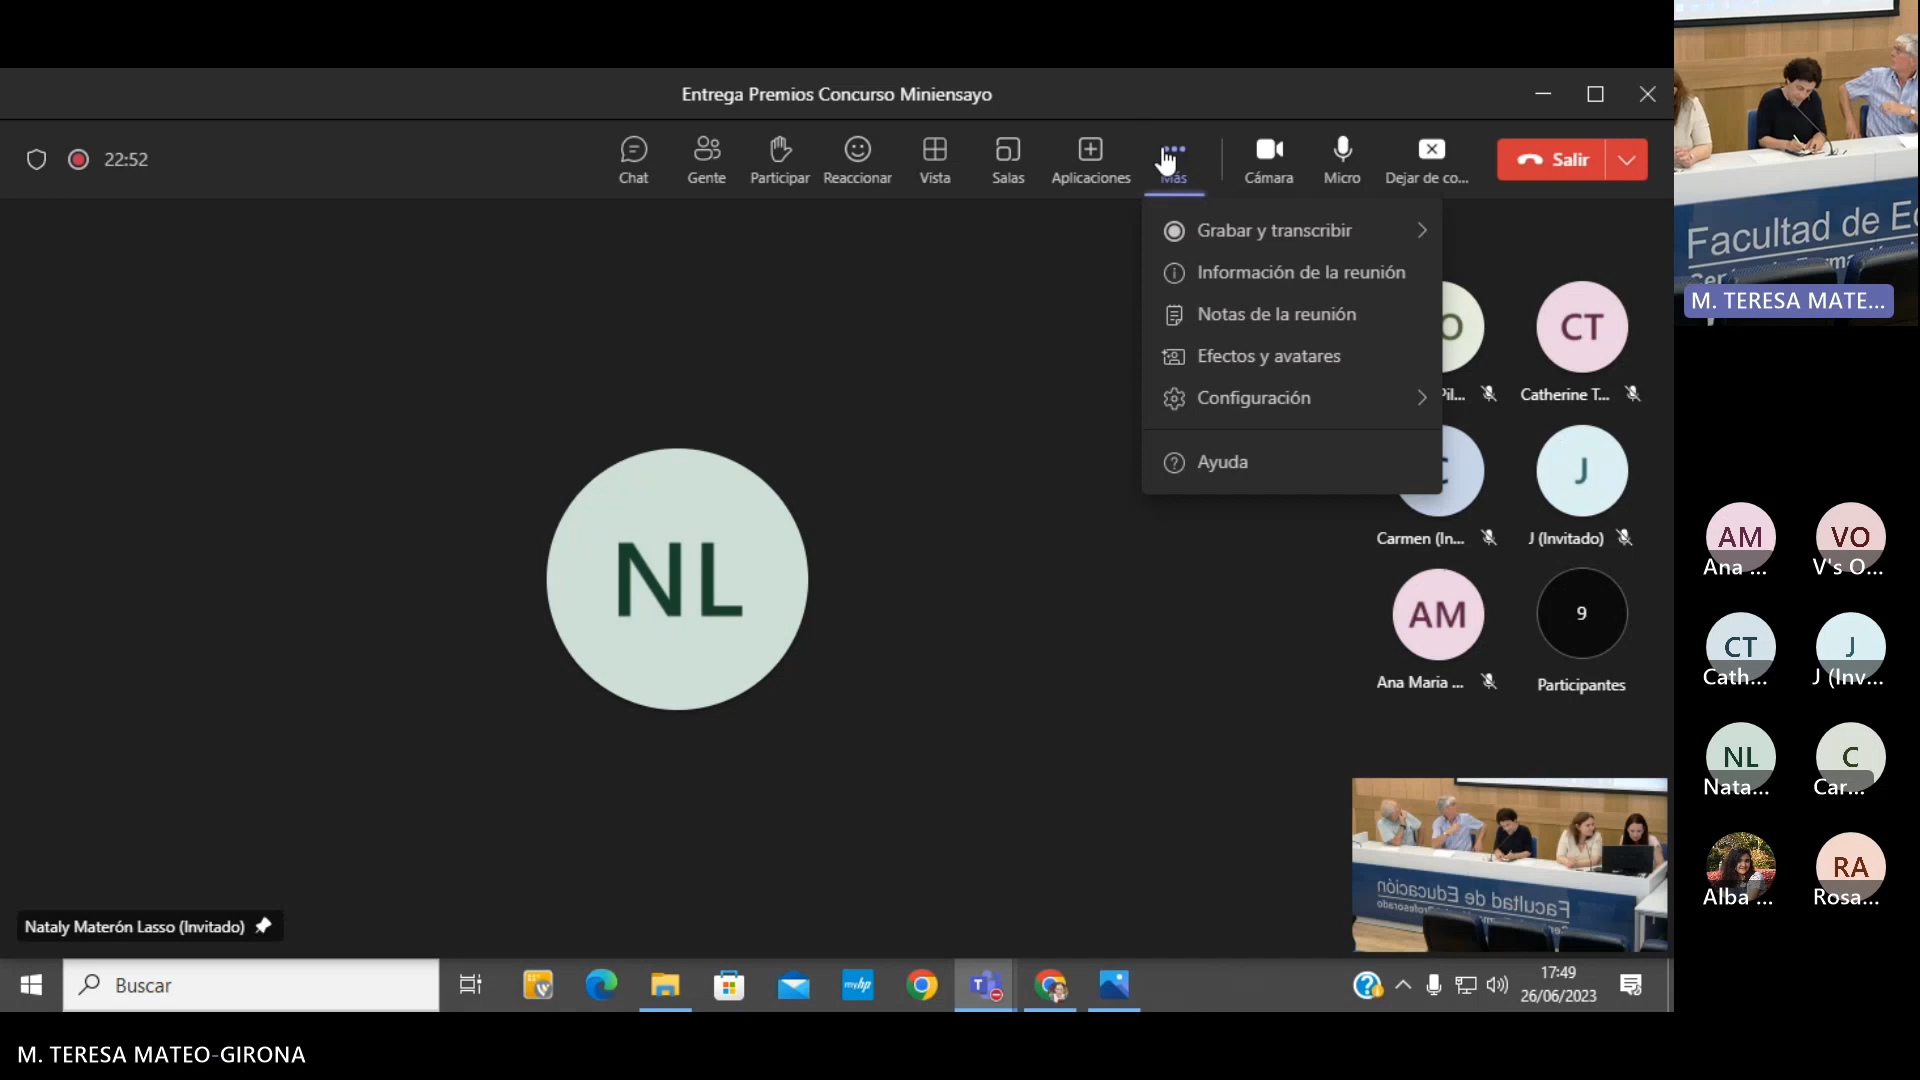 Entrega Premios Concurso Miniensayo
22:52
Chat
Gente
Participar
Reaccionar
Vista
Salas
Aplicaciones
Más
Cámara
Micro
Dejar de co...
Salir
Grabar y transcribir
Información de la reunión
Notas de la reunión
Efectos y avatares
Configuración
Ayuda
O
CT
Pil...
Catherine T...
C
J
Carmen (In...
J (Invitado)
AM
9
Ana Maria ...
Participantes
NL
Nataly Materón Lasso (Invitado)
Facultad de Educación
Buscar
myhp
17:49
26/06/2023
Facultad de E
M. TERESA MATE...
AM
VO
Ana ...
V's O...
CT
J
Cath...
J (Inv...
NL
C
Nata...
Car...
RA
Alba ...
Rosa...
M. TERESA MATEO-GIRONA